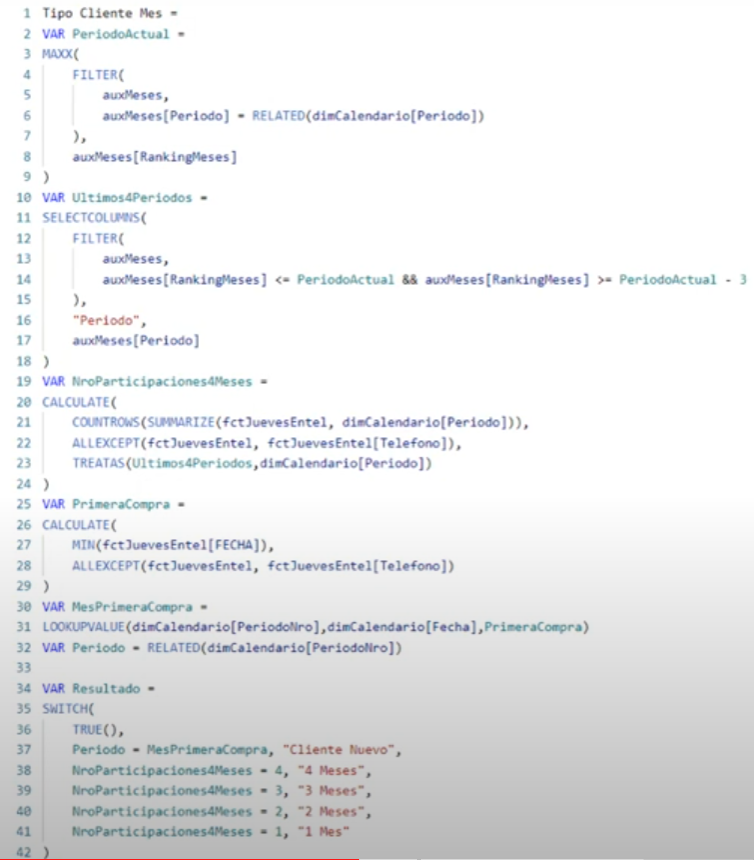 1 Tipo Cliente Mes =
2 VAR PeriodoActual =
3 MAXX(
4 FILTER(
5 auxMeses,
6 auxMeses[Periodo] = RELATED(dimCalendario[Periodo])
7 ),
8 auxMeses[RankingMeses]
9 )
10 VAR Ultimos4Periodos =
11 SELECTCOLUMNS(
12 FILTER(
13 auxMeses,
14 auxMeses[RankingMeses] <= PeriodoActual && auxMeses[RankingMeses] >= PeriodoActual - 3
15 ),
16 "Periodo",
17 auxMeses[Periodo]
18 )
19 VAR NroParticipaciones4Meses =
20 CALCULATE(
21 COUNTROWS(SUMMARIZE(fctJuevesEntel, dimCalendario[Periodo])),
22 ALLEXCEPT(fctJuevesEntel, fctJuevesEntel[Telefono]),
23 TREATAS(Ultimos4Periodos,dimCalendario[Periodo])
24 )
25 VAR PrimeraCompra =
26 CALCULATE(
27 MIN(fctJuevesEntel[FECHA]),
28 ALLEXCEPT(fctJuevesEntel, fctJuevesEntel[Telefono])
29 )
30 VAR MesPrimeraCompra =
31 LOOKUPVALUE(dimCalendario[PeriodoNro],dimCalendario[Fecha],PrimeraCompra)
32 VAR Periodo = RELATED(dimCalendario[PeriodoNro])
33
34 VAR Resultado =
35 SWITCH(
36 TRUE(),
37 Periodo = MesPrimeraCompra, "Cliente Nuevo",
38 NroParticipaciones4Meses = 4, "4 Meses",
39 NroParticipaciones4Meses = 3, "3 Meses",
40 NroParticipaciones4Meses = 2, "2 Meses",
41 NroParticipaciones4Meses = 1, "1 Mes"
42 )